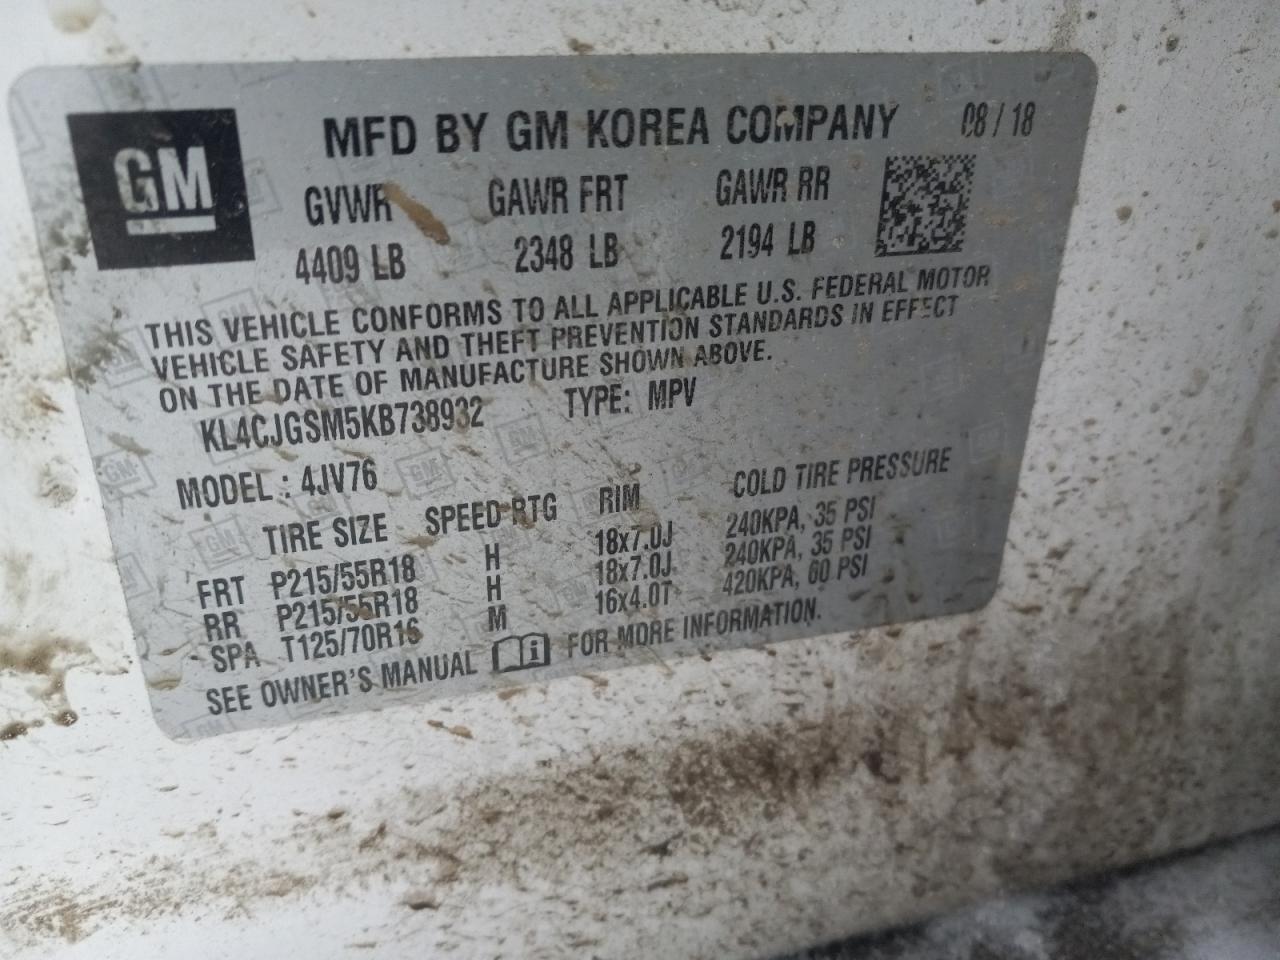 GM
MFD BY GM KOREA COMPANY 08 / 18
GVWR GAWR FRT GAWR RR
4409 LB 2348 LB 2194 LB
THIS VEHICLE CONFORMS TO ALL APPLICABLE U.S. FEDERAL MOTOR
VEHICLE SAFETY AND THEFT PREVENTION STANDARDS IN EFFECT
ON THE DATE OF MANUFACTURE SHOWN ABOVE.
KL4CJGSM5KB738932 TYPE: MPV
MODEL : 4JV76
TIRE SIZE SPEED RTG RIM COLD TIRE PRESSURE
FRT P215/55R18 H 18x7.0J 240KPA, 35 PSI
RR P215/55R18 H 18x7.0J 240KPA, 35 PSI
SPA T125/70R16 M 16x4.0T 420KPA, 60 PSI
SEE OWNER'S MANUAL FOR MORE INFORMATION.